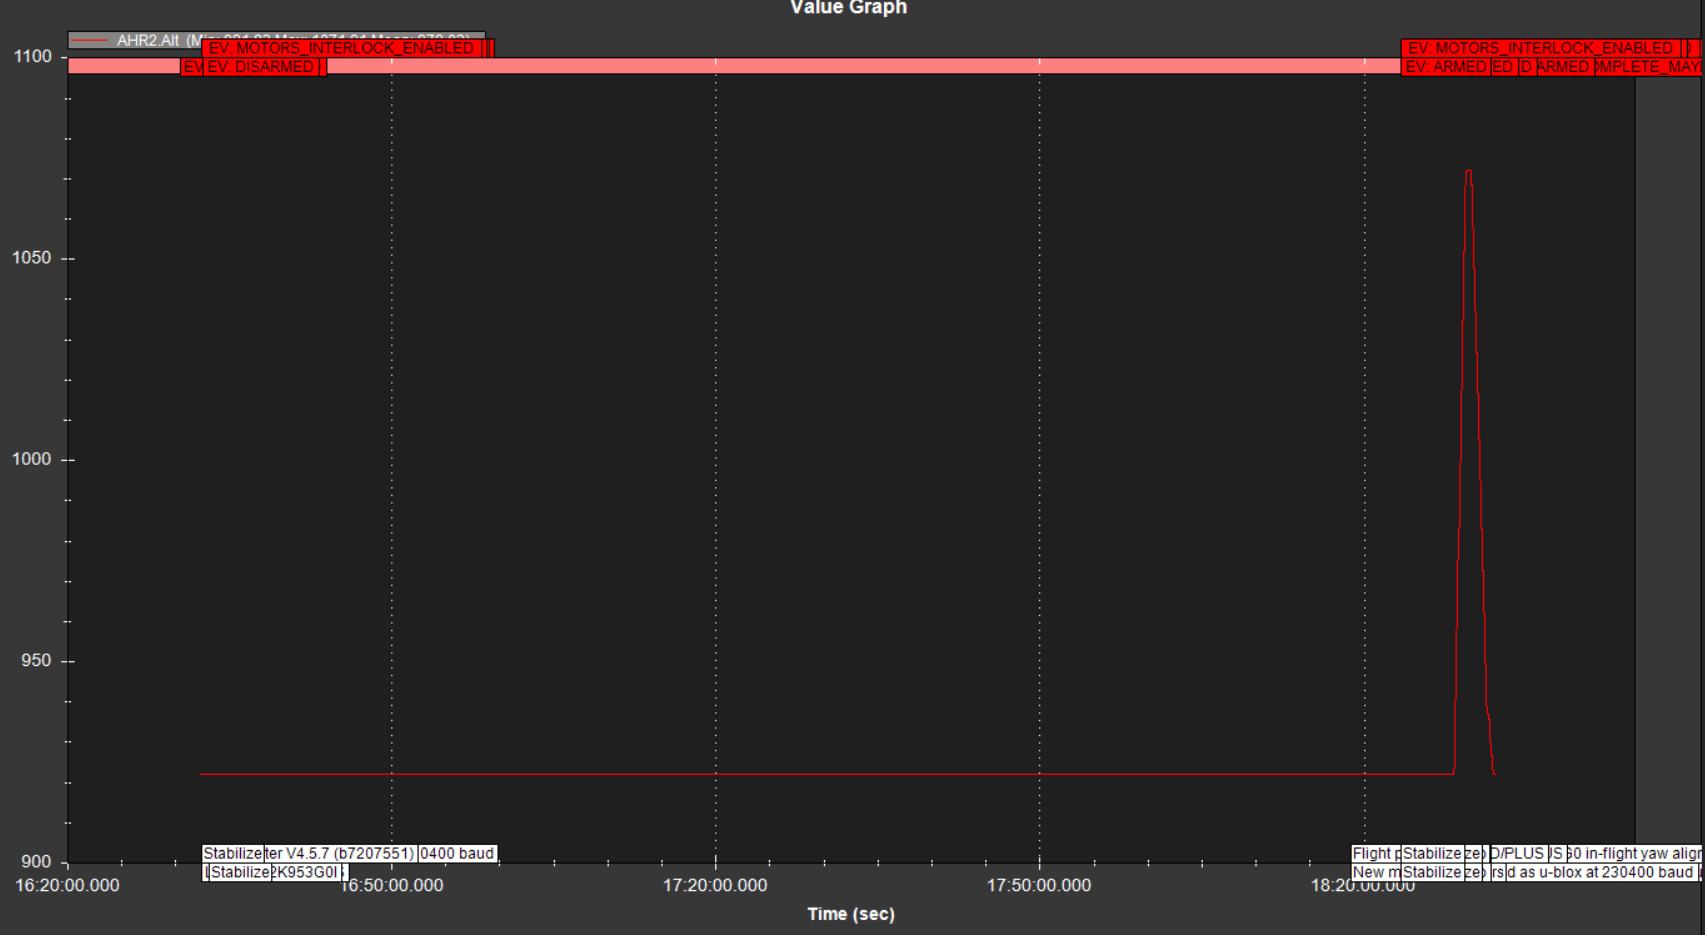 Value Graph
AHR2.Alt
EV: MOTORS_INTERLOCK_ENABLED
EV: MOTORS_INTERLOCK_ENABLED
1100
EV EV: DISARMED
EV: ARMED ED D ARMED MPLETE_MAY
1050
1000
950
900
Stabilize ter V4.5.7 (b7207551) 0400 baud
Flight p Stabilize ze D/PLUS JS 60 in-flight yaw align
Stabilize 2K953G0I
New m Stabilize ze rs d as u-blox at 230400 baud
16:20:00.000
16:50:00.000
17:20:00.000
17:50:00.000
18:20:00.000
Time (sec)